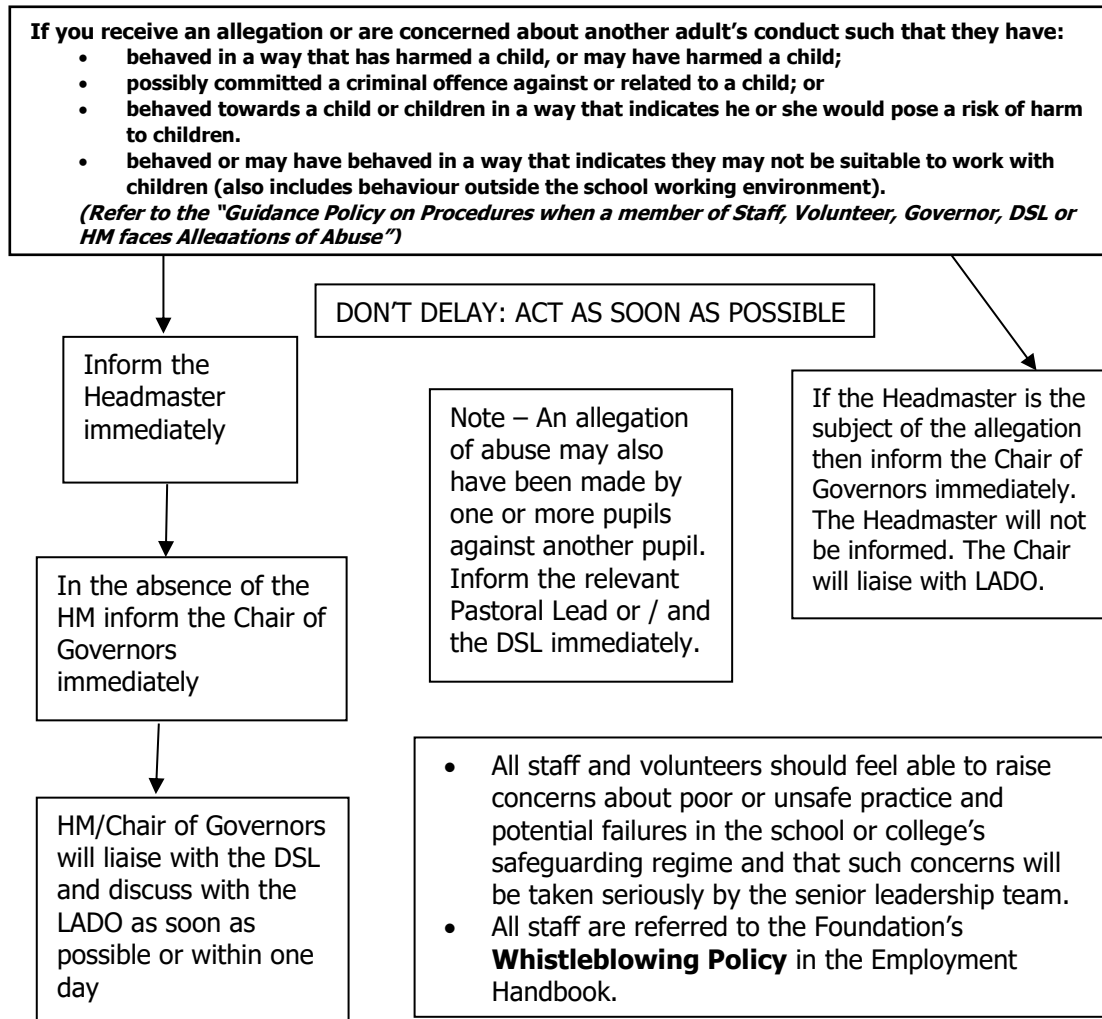 If you receive an allegation or are concerned about another adult’s conduct such that they have:
• behaved in a way that has harmed a child, or may have harmed a child;
• possibly committed a criminal offence against or related to a child; or
• behaved towards a child or children in a way that indicates he or she would pose a risk of harm
to children.
• behaved or may have behaved in a way that indicates they may not be suitable to work with
children (also includes behaviour outside the school working environment).
(Refer to the “Guidance Policy on Procedures when a member of Staff, Volunteer, Governor, DSL or
HM faces Allegations of Abuse”)
DON’T DELAY: ACT AS SOON AS POSSIBLE
Inform the
Headmaster
immediately
In the absence of the
HM inform the Chair of
Governors
immediately
HM/Chair of Governors
will liaise with the DSL
and discuss with the
LADO as soon as
possible or within one
day
Note – An allegation
of abuse may also
have been made by
one or more pupils
against another pupil.
Inform the relevant
Pastoral Lead or / and
the DSL immediately.
If the Headmaster is the
subject of the allegation
then inform the Chair of
Governors immediately.
The Headmaster will not
be informed. The Chair
will liaise with LADO.
• All staff and volunteers should feel able to raise
concerns about poor or unsafe practice and
potential failures in the school or college’s
safeguarding regime and that such concerns will
be taken seriously by the senior leadership team.
• All staff are referred to the Foundation’s
Whistleblowing Policy in the Employment
Handbook.